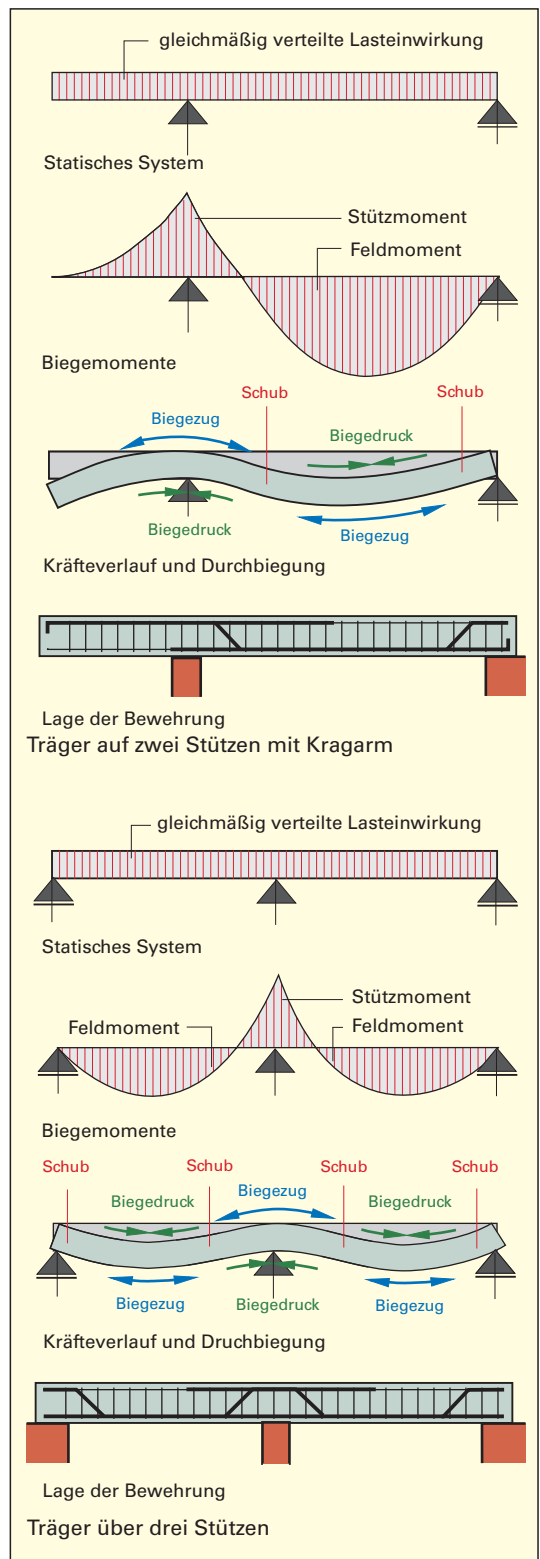 gleichmäßig verteilte Lasteinwirkung
Statisches System
Stützmoment
Feldmoment
Biegemomente
Schub Schub
Biegezug
Biegedruck
Biegedruck
Biegezug
Kräfteverlauf und Durchbiegung
Lage der Bewehrung
Träger auf zwei Stützen mit Kragarm
gleichmäßig verteilte Lasteinwirkung
Statisches System
Stützmoment
Feldmoment Feldmoment
Biegemomente
Schub Schub Schub Schub
Biegedruck Biegezug Biegedruck
Biegezug Biegedruck Biegezug
Kräfteverlauf und Druchbiegung
Lage der Bewehrung
Träger über drei Stützen